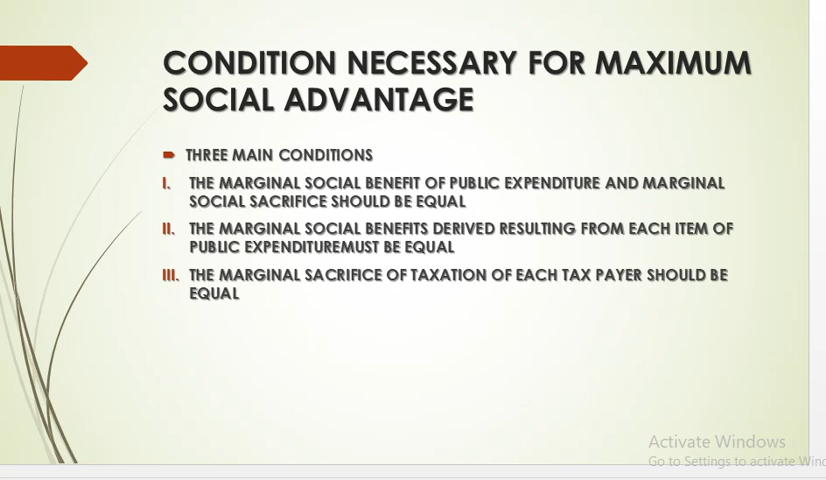 CONDITION NECESSARY FOR MAXIMUM
SOCIAL ADVANTAGE
THREE MAIN CONDITIONS
I. THE MARGINAL SOCIAL BENEFIT OF PUBLIC EXPENDITURE AND MARGINAL
SOCIAL SACRIFICE SHOULD BE EQUAL
II. THE MARGINAL SOCIAL BENEFITS DERIVED RESULTING FROM EACH ITEM OF
PUBLIC EXPENDITUREMUST BE EQUAL
III. THE MARGINAL SACRIFICE OF TAXATION OF EACH TAX PAYER SHOULD BE
EQUAL
Activate Windows
Go to Settings to activate Wind